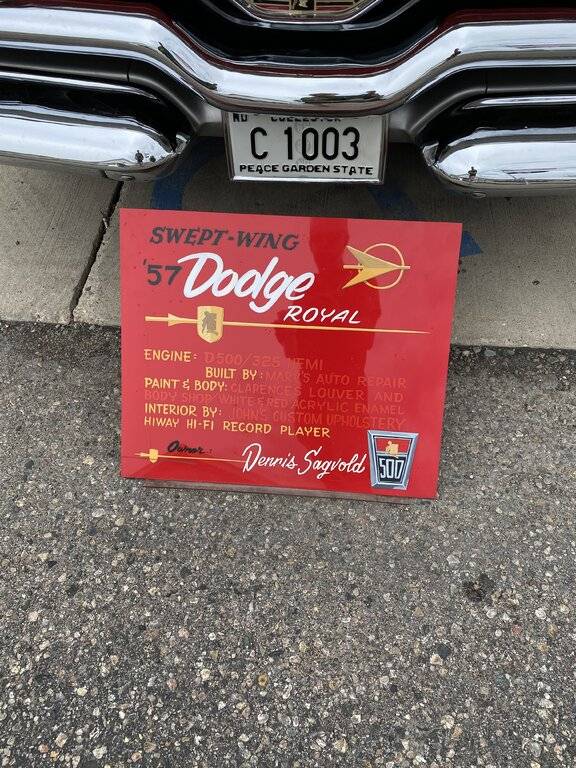 ND COLLECTOR
C 1003
PEACE GARDEN STATE
SWEPT-WING
'57 Dodge
ROYAL
ENGINE: D500/325 HEMI
BUILT BY: MARK'S AUTO REPAIR
PAINT & BODY: CLARENCE'S LOUVER AND
BODY SHOP WHITE & RED ACRYLIC ENAMEL
INTERIOR BY: JOHN'S CUSTOM UPHOLSTERY
HIWAY HI-FI RECORD PLAYER
Owner:
Dennis Sagvold
500